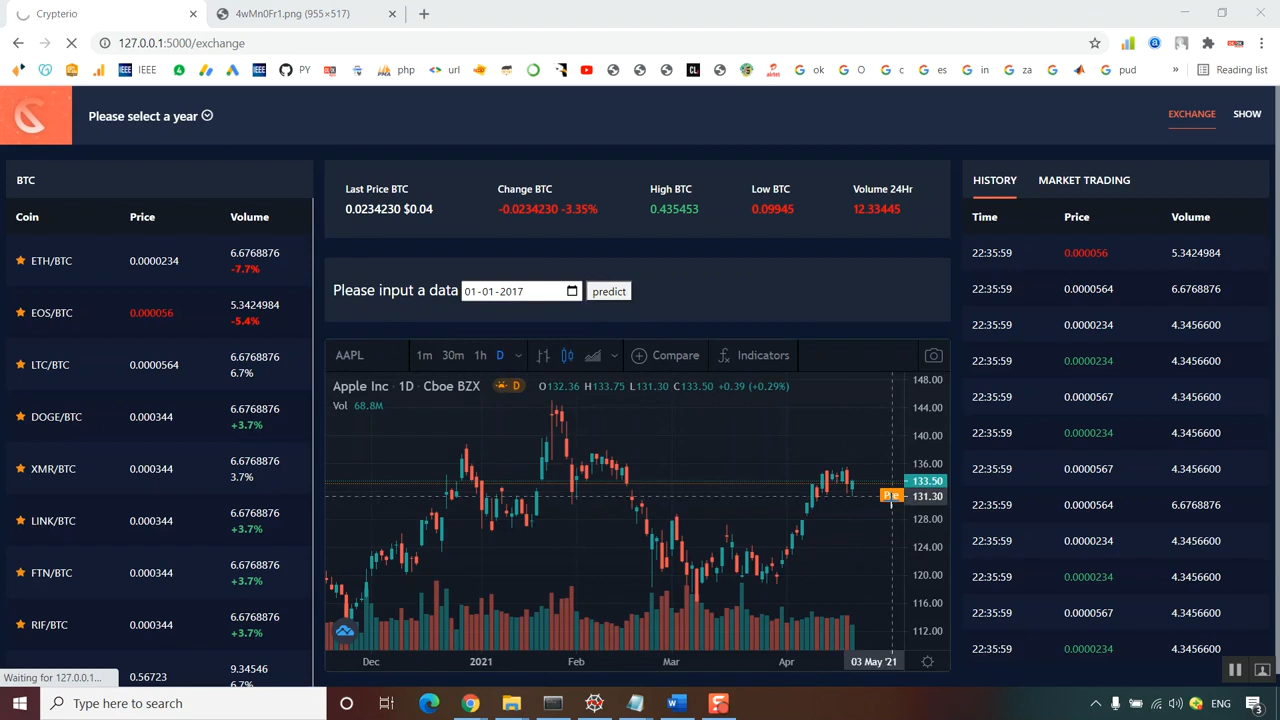 Crypterio
4wMn0Fr1.png (955×517)
127.0.0.1:5000/exchange
IEEE
PY
php
url
ok
O
c
es
in
za
pud
»
Reading list
Please select a year
EXCHANGE
SHOW
BTC
Coin Price Volume
ETH/BTC 0.0000234 6.6768876
-7.7%
EOS/BTC 0.000056 5.3424984
-5.4%
LTC/BTC 0.0000564 6.6768876
6.7%
DOGE/BTC 0.000344 6.6768876
+3.7%
XMR/BTC 0.000344 6.6768876
3.7%
LINK/BTC 0.000344 6.6768876
+3.7%
FTN/BTC 0.000344 6.6768876
+3.7%
RIF/BTC 0.000344 6.6768876
+3.7%
0.56723 9.34546
6.7%
Waiting for 127.0.0.1...
Last Price BTC
0.0234230 $0.04
Change BTC
-0.0234230 -3.35%
High BTC
0.435453
Low BTC
0.09945
Volume 24Hr
12.33445
Please input a data 01-01-2017 predict
AAPL 1m 30m 1h D Compare Indicators
Apple Inc · 1D · Cboe BZX D O132.36 H133.75 L131.30 C133.50 +0.39 (+0.29%)
Vol 68.8M
148.00
144.00
140.00
136.00
133.50
Pre 131.30
128.00
124.00
120.00
116.00
112.00
Dec 2021 Feb Mar Apr 03 May '21
HISTORY MARKET TRADING
Time Price Volume
22:35:59 0.000056 5.3424984
22:35:59 0.0000564 6.6768876
22:35:59 0.0000234 4.3456600
22:35:59 0.0000234 4.3456600
22:35:59 0.0000567 4.3456600
22:35:59 0.0000234 4.3456600
22:35:59 0.0000567 4.3456600
22:35:59 0.0000567 6.6768876
22:35:59 0.0000234 4.3456600
22:35:59 0.0000234 4.3456600
22:35:59 0.0000567 4.3456600
22:35:59 0.0000234 4.3456600
Type here to search
ENG
3